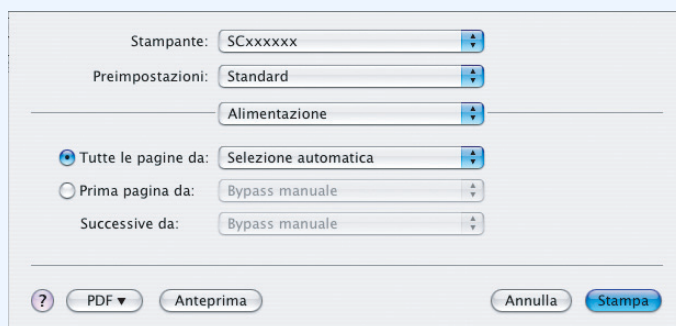 Stampante: SCxxxxxx
Preimpostazioni: Standard
Alimentazione
Tutte le pagine da: Selezione automatica
Prima pagina da: Bypass manuale
Successive da: Bypass manuale
? PDF ▼ Anteprima Annulla Stampa